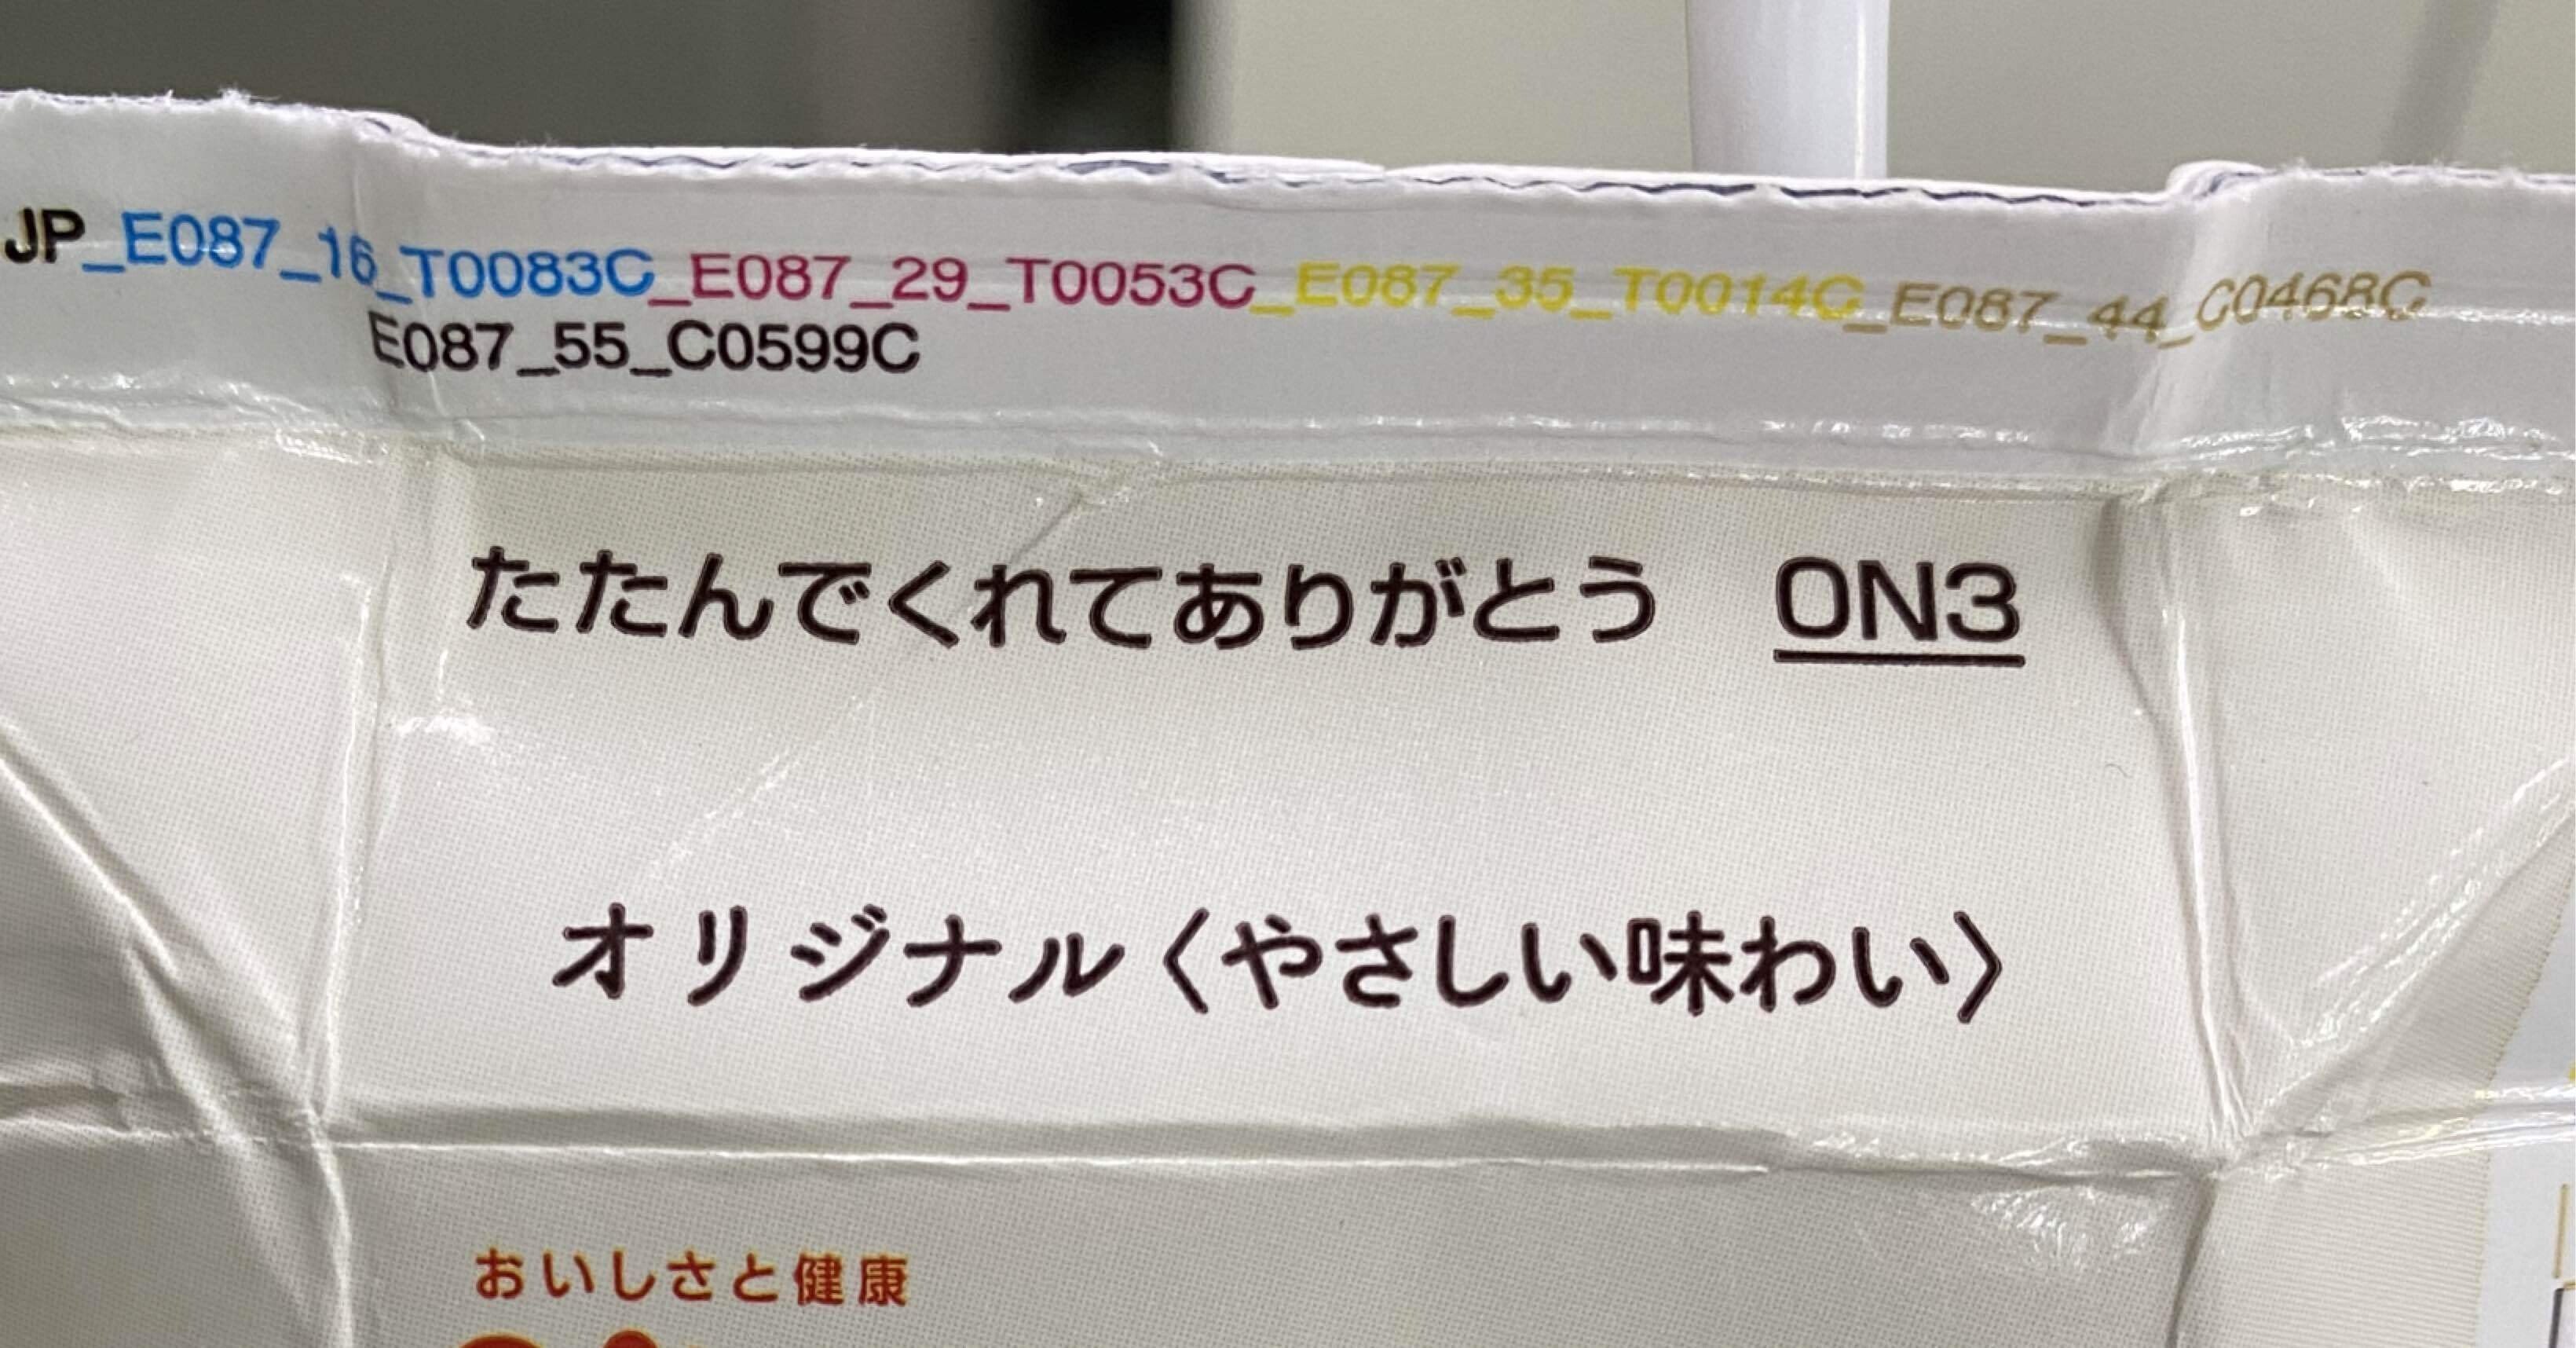 JP_E087_16_T0083C_E087_29_T0053C_E087_35_T0014C_E087_44_C0468C
E087_55_C0599C
たたんでくれてありがとう ON3
オリジナル〈やさしい味わい〉
おいしさと健康